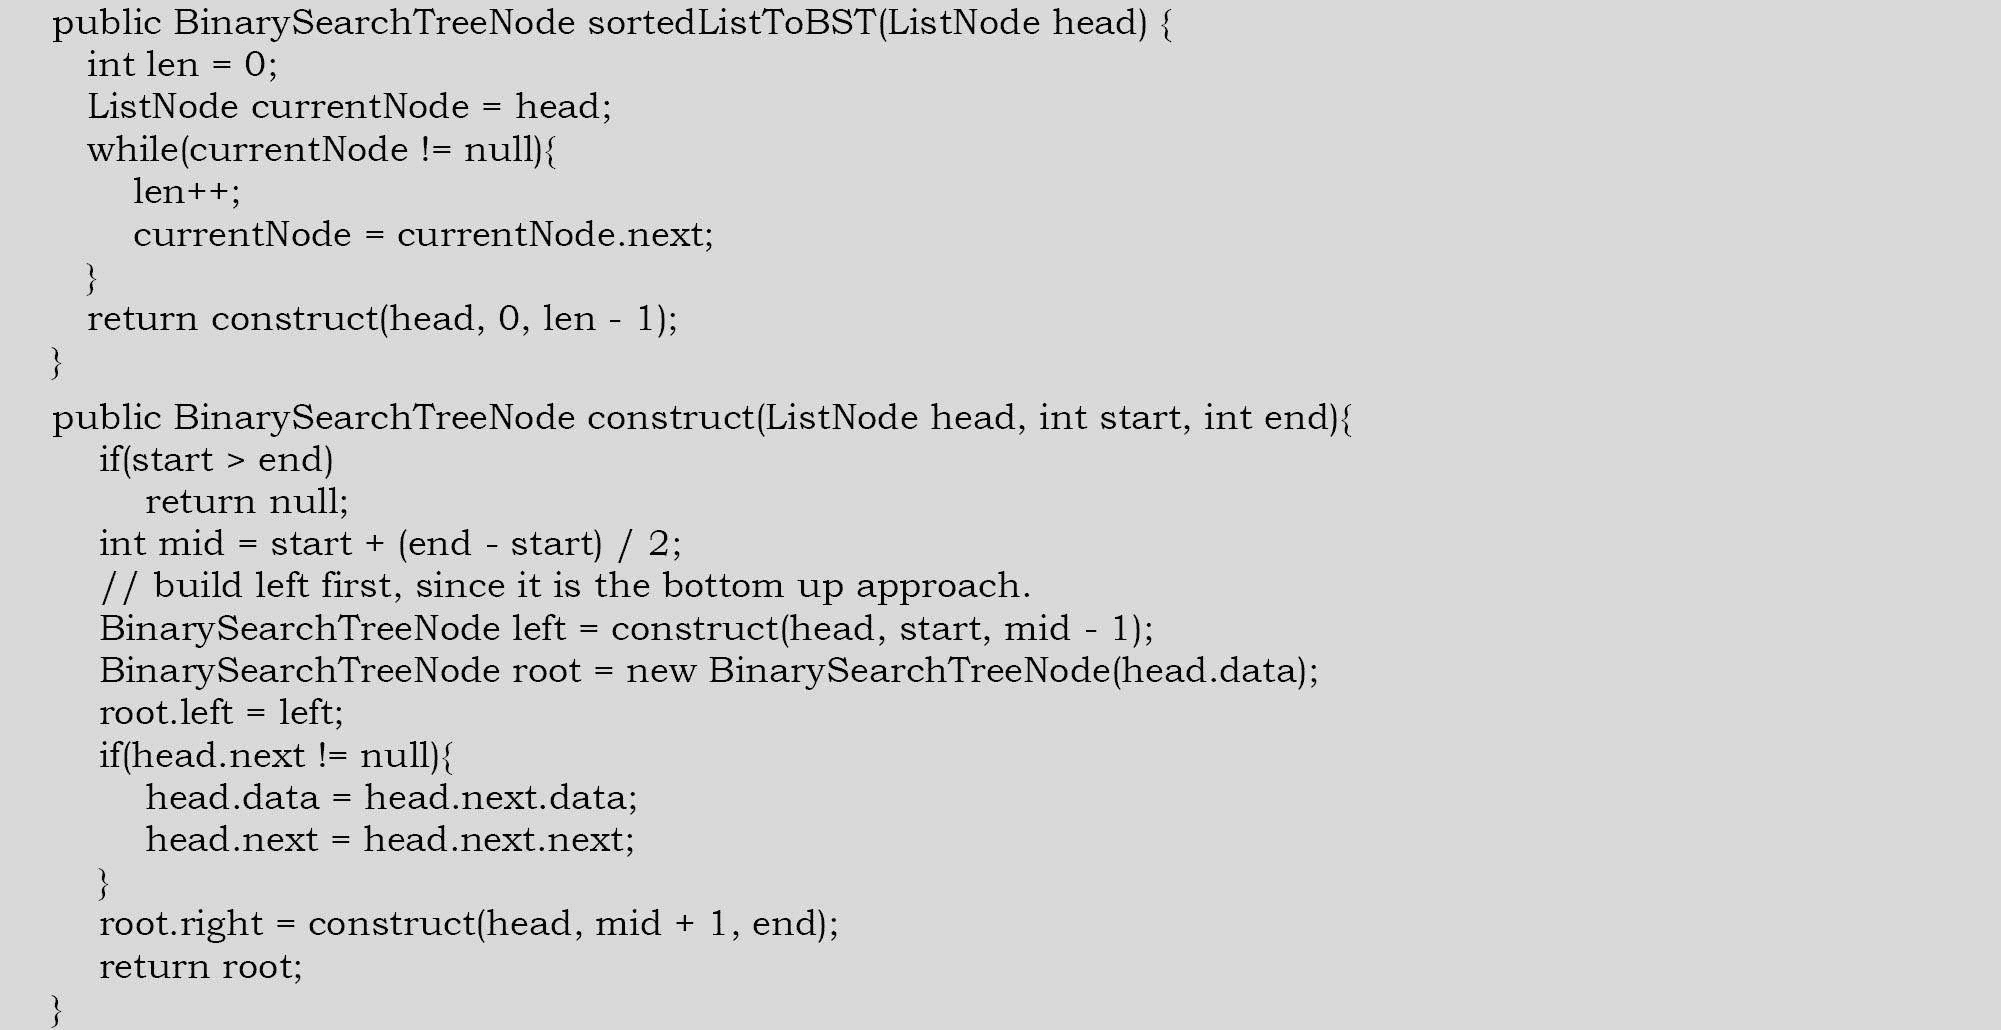 public BinarySearchTreeNode sortedListToBST(ListNode head) {
int len = 0;
ListNode currentNode = head;
while(currentNode != null){
len++;
currentNode = currentNode.next;
}
return construct(head, 0, len - 1);
}
public BinarySearchTreeNode construct(ListNode head, int start, int end){
if(start > end)
return null;
int mid = start + (end - start) / 2;
// build left first, since it is the bottom up approach.
BinarySearchTreeNode left = construct(head, start, mid - 1);
BinarySearchTreeNode root = new BinarySearchTreeNode(head.data);
root.left = left;
if(head.next != null){
head.data = head.next.data;
head.next = head.next.next;
}
root.right = construct(head, mid + 1, end);
return root;
}